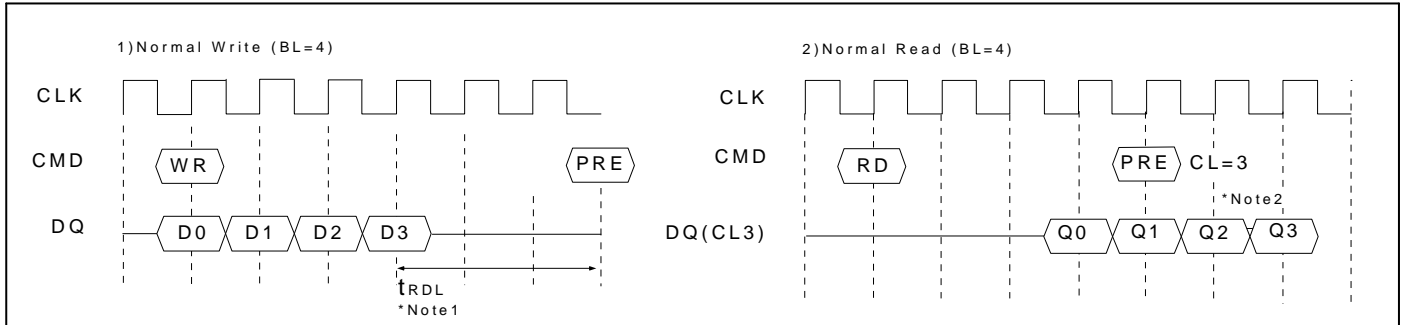 1)Normal Write (BL=4)
CLK
CMD WR PRE
DQ D0 D1 D2 D3
tRDL
*Note1
2)Normal Read (BL=4)
CLK
CMD RD PRE CL=3
*Note2
DQ(CL3) Q0 Q1 Q2 Q3